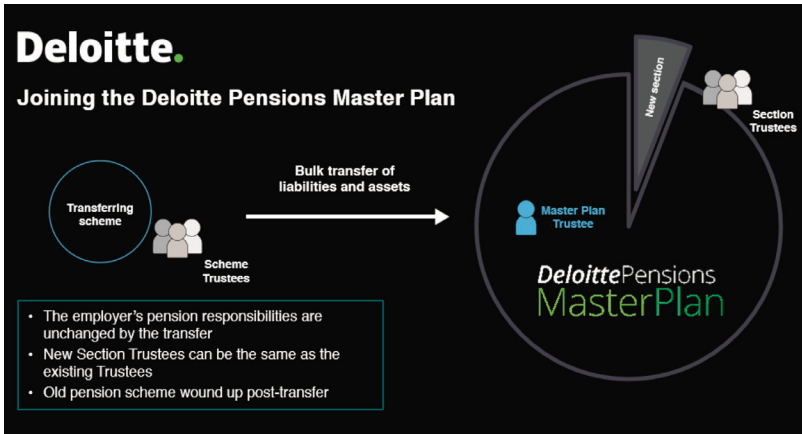 Deloitte.
Joining the Deloitte Pensions Master Plan
Transferring
scheme
Scheme
Trustees
Bulk transfer of
liabilities and assets
New section
Section
Trustees
Master Plan
Trustee
DeloittePensions
MasterPlan
• The employer's pension responsibilities are
unchanged by the transfer
• New Section Trustees can be the same as the
existing Trustees
• Old pension scheme wound up post-transfer